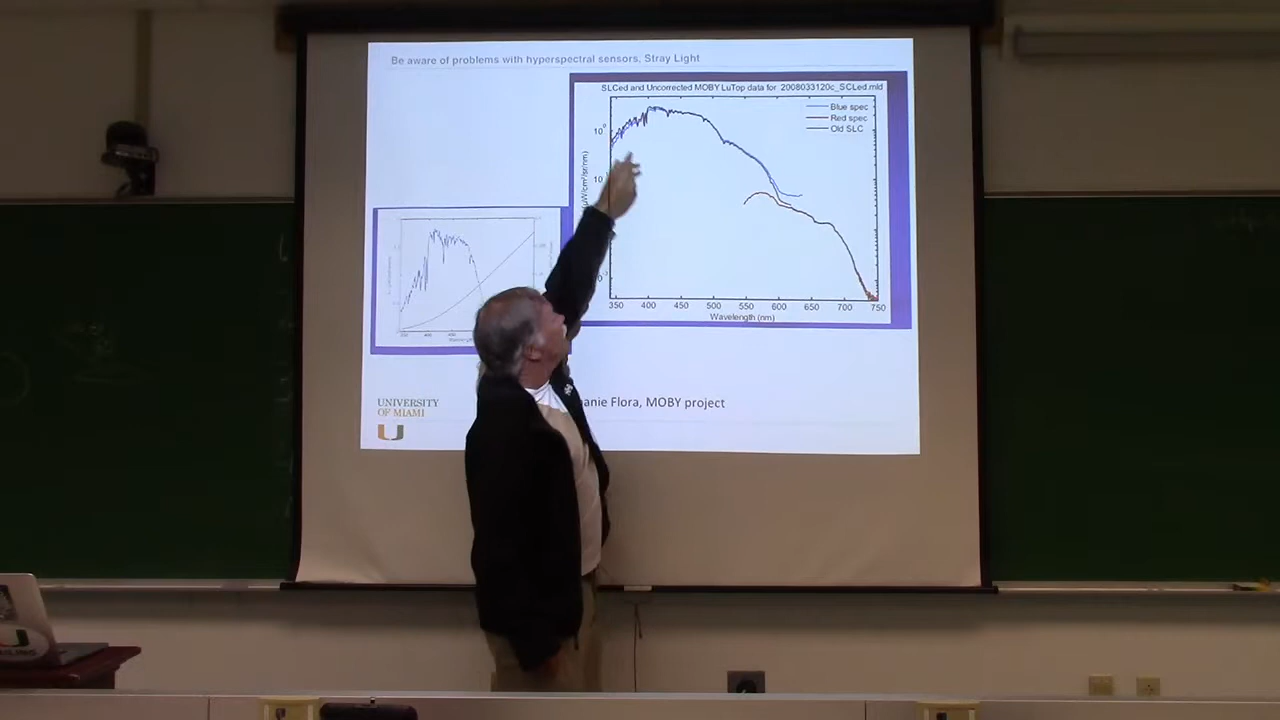 Be aware of problems with hyperspectral sensors, Stray Light
SLCed and Uncorrected MOBY LuTop data for 2008033120c_SCLed.mld
Blue spec
Red spec
Old SLC
350 400 450 500 550 600 650 700 750
Wavelength (nm)
UNIVERSITY
OF MIAMI
anie Flora, MOBY project